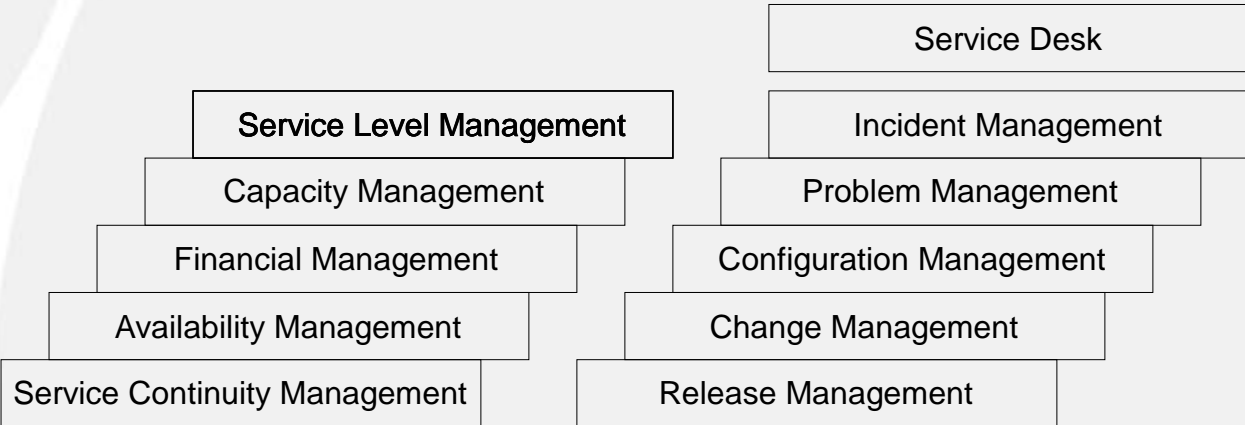 Service Desk
Service Level Management
Incident Management
Capacity Management
Problem Management
Financial Management
Configuration Management
Availability Management
Change Management
Service Continuity Management
Release Management